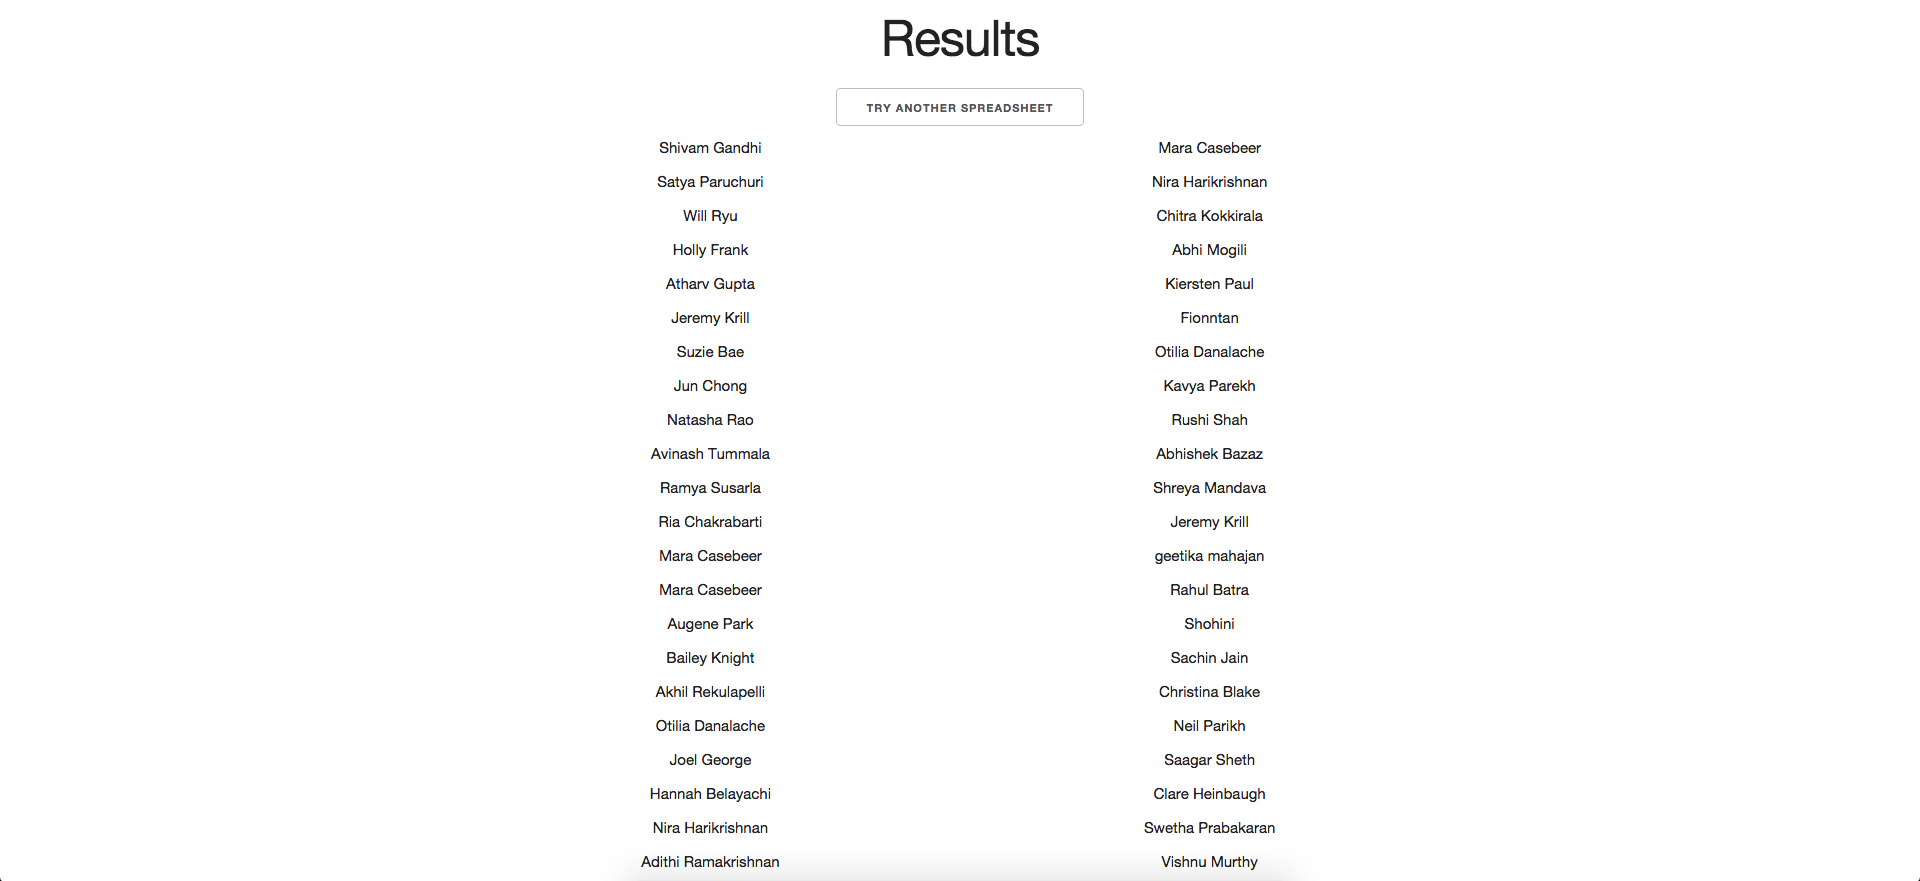 Results
TRY ANOTHER SPREADSHEET
Shivam Gandhi Mara Casebeer
Satya Paruchuri Nira Harikrishnan
Will Ryu Chitra Kokkirala
Holly Frank Abhi Mogili
Atharv Gupta Kiersten Paul
Jeremy Krill Fionntan
Suzie Bae Otilia Danalache
Jun Chong Kavya Parekh
Natasha Rao Rushi Shah
Avinash Tummala Abhishek Bazaz
Ramya Susarla Shreya Mandava
Ria Chakrabarti Jeremy Krill
Mara Casebeer geetika mahajan
Mara Casebeer Rahul Batra
Augene Park Shohini
Bailey Knight Sachin Jain
Akhil Rekulapelli Christina Blake
Otilia Danalache Neil Parikh
Joel George Saagar Sheth
Hannah Belayachi Clare Heinbaugh
Nira Harikrishnan Swetha Prabakaran
Adithi Ramakrishnan Vishnu Murthy